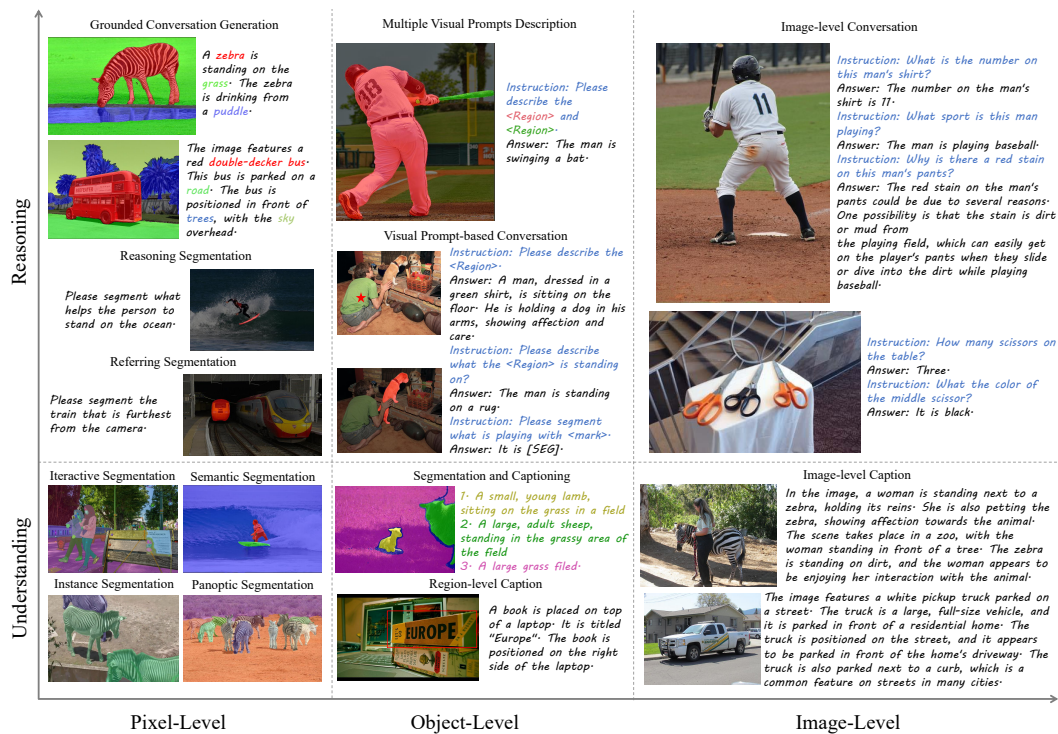 Reasoning
Understanding
Grounded Conversation Generation
A zebra is
standing on the
grass. The zebra
is drinking from
a puddle.
The image features a
red double-decker bus.
This bus is parked on a
road. The bus is
positioned in front of
trees, with the sky
overhead.
Reasoning Segmentation
Please segment what
helps the person to
stand on the ocean.
Referring Segmentation
Please segment the
train that is furthest
from the camera.
Multiple Visual Prompts Description
18
Instruction: Please
describe the
<Region> and
<Region>.
Answer: The man is
swinging a bat.
Visual Prompt-based Conversation
Instruction: Please describe the
<Region>.
Answer: A man, dressed in a
green shirt, is sitting on the
floor. He is holding a dog in his
arms, showing affection and
care.
Instruction: Please describe
what the <Region> is standing
on?
Answer: The man is standing
on a rug.
Instruction: Please segment
what is playing with <mark>.
Answer: It is [SEG].
Image-level Conversation
11
Instruction: What is the number on
this man's shirt?
Answer: The number on the man's
shirt is 11.
Instruction: What sport is this man
playing?
Answer: The man is playing baseball.
Instruction: Why is there a red stain
on this man's pants?
Answer: The red stain on the man's
pants could be due to several reasons.
One possibility is that the stain is dirt
or mud from
the playing field, which can easily get
on the player's pants when they slide
or dive into the dirt while playing
baseball.
Instruction: How many scissors on
the table?
Answer: Three.
Instruction: What the color of
the middle scissor?
Answer: It is black.
Iteractive Segmentation
Semantic Segmentation
Instance Segmentation
Panoptic Segmentation
Segmentation and Captioning
1. A small, young lamb,
sitting on the grass in a field
2. A large, adult sheep,
standing in the grassy area of
the field
3. A large grass filed.
Region-level Caption
EUROPE
A book is placed on top
of a laptop. It is titled
"Europe". The book is
positioned on the right
side of the laptop.
Image-level Caption
In the image, a woman is standing next to a
zebra, holding its reins. She is also petting the
zebra, showing affection towards the animal.
The scene takes place in a zoo, with the
woman standing in front of a tree. The zebra
is standing on dirt, and the woman appears to
be enjoying her interaction with the animal.
The image features a white pickup truck parked on
a street. The truck is a large, full-size vehicle, and
it is parked in front of a residential home. The
truck is positioned on the street, and it appears
to be parked in front of the home's driveway. The
truck is also parked next to a curb, which is a
common feature on streets in many cities.
Pixel-Level
Object-Level
Image-Level